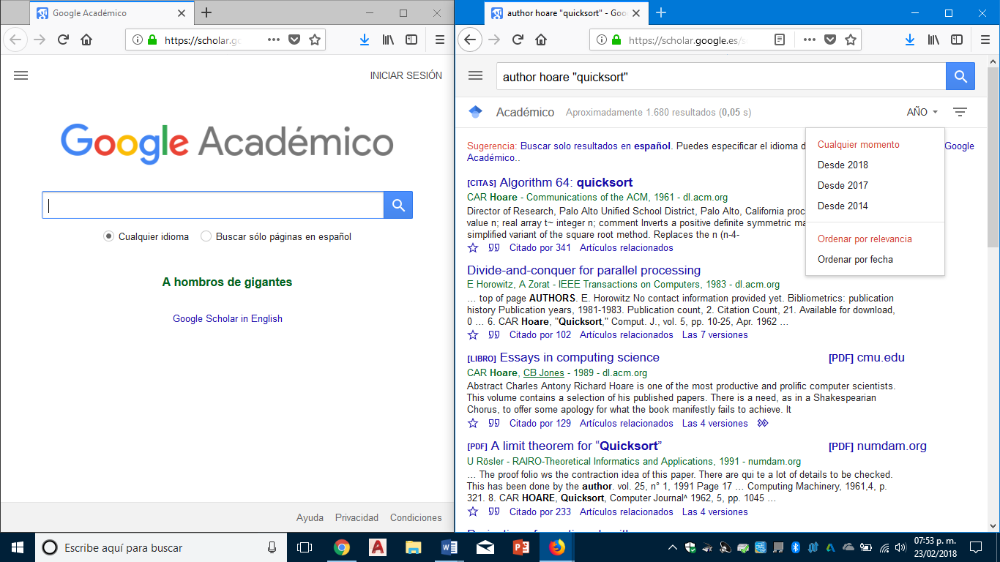 Google Académico
https://scholar.go
INICIAR SESIÓN
Google Académico
Cualquier idioma
Buscar sólo páginas en español
A hombros de gigantes
Google Scholar in English
Ayuda Privacidad Condiciones
author hoare "quicksort" - Goo
https://scholar.google.es/s
author hoare "quicksort"
Académico Aproximadamente 1.680 resultados (0,05 s)
AÑO
Cualquier momento
Desde 2018
Desde 2017
Desde 2014
Ordenar por relevancia
Ordenar por fecha
Sugerencia: Buscar solo resultados en español. Puedes especificar el idioma d Google
Académico..
[CITAS] Algorithm 64: quicksort
CAR Hoare - Communications of the ACM, 1961 - dl.acm.org
Director of Research, Palo Alto Unified School District, Palo Alto, California proc
value n; real array t~ integer n; comment Inverts a positive definite symmetric ma
simplified variant of the square root method. Replaces the n (n-4-
Citado por 341 Artículos relacionados
Divide-and-conquer for parallel processing
E Horowitz, A Zorat - IEEE Transactions on Computers, 1983 - dl.acm.org
... top of page AUTHORS. E. Horowitz No contact information provided yet. Bibliometrics: publication
history Publication years, 1981-1983. Publication count, 2. Citation Count, 21. Available for download,
0 ... 6. CAR Hoare, "Quicksort," Comput. J., vol. 5, pp. 10-25, Apr. 1962 ...
Citado por 102 Artículos relacionados Las 7 versiones
[LIBRO] Essays in computing science
[PDF] cmu.edu
CAR Hoare, CB Jones - 1989 - dl.acm.org
Abstract Charles Antony Richard Hoare is one of the most productive and prolific computer scientists.
This volume contains a selection of his published papers. There is a need, as in a Shakespearian
Chorus, to offer some apology for what the book manifestly fails to achieve. It
Citado por 129 Artículos relacionados Las 4 versiones
[PDF] A limit theorem for “Quicksort”
[PDF] numdam.org
U Rösler - RAIRO-Theoretical Informatics and Applications, 1991 - numdam.org
... The proof folio ws the contraction idea of this paper. There are qui te a lot of details to be checked.
This has been done by the author. vol. 25, n° 1, 1991 Page 17 ... Computing Machinery, 1961,4, p.
321. 8. CAR HOARE, Quicksort, Computer Journal^ 1962, 5, pp. 1045 ...
Citado por 233 Artículos relacionados Las 4 versiones
Escribe aquí para buscar
07:53 p. m.
23/02/2018